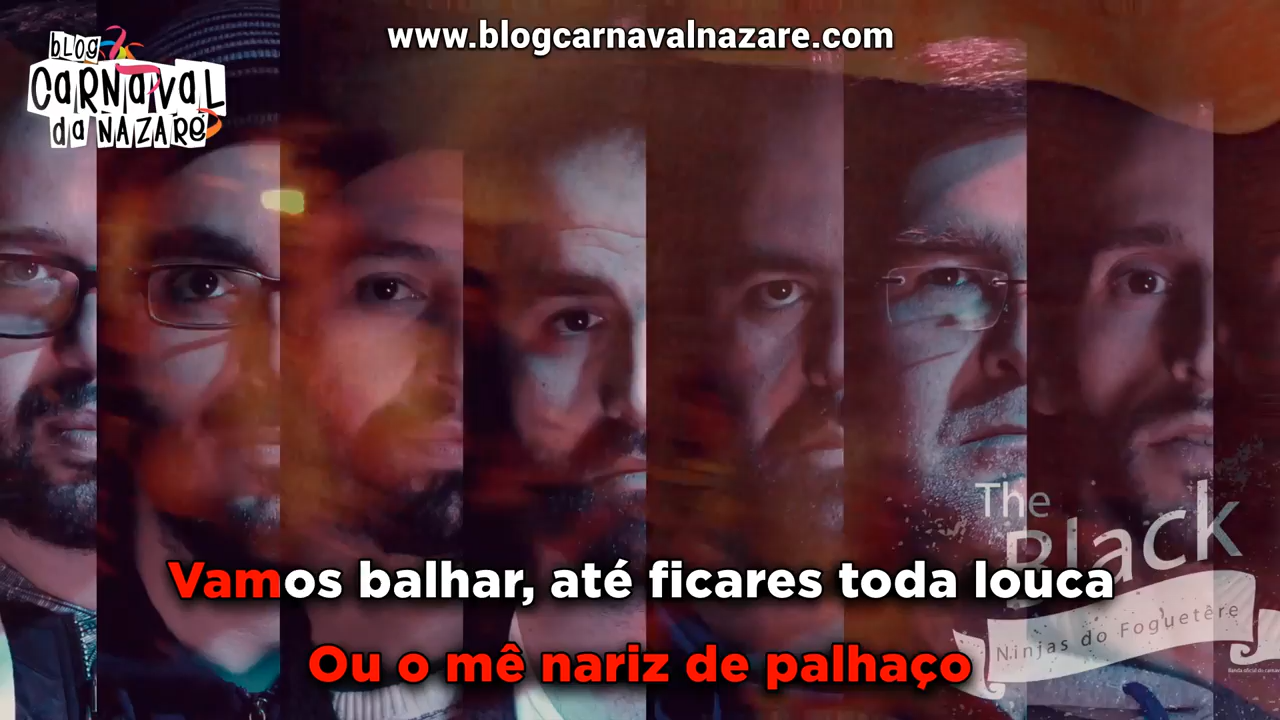 www.blogcarnavalnazare.com
BLOG
CARNAVAL
da NAZARé
The
Black
Ninjas do Foguetêre
Vamos balhar, até ficares toda louca
Ou o mê nariz de palhaço